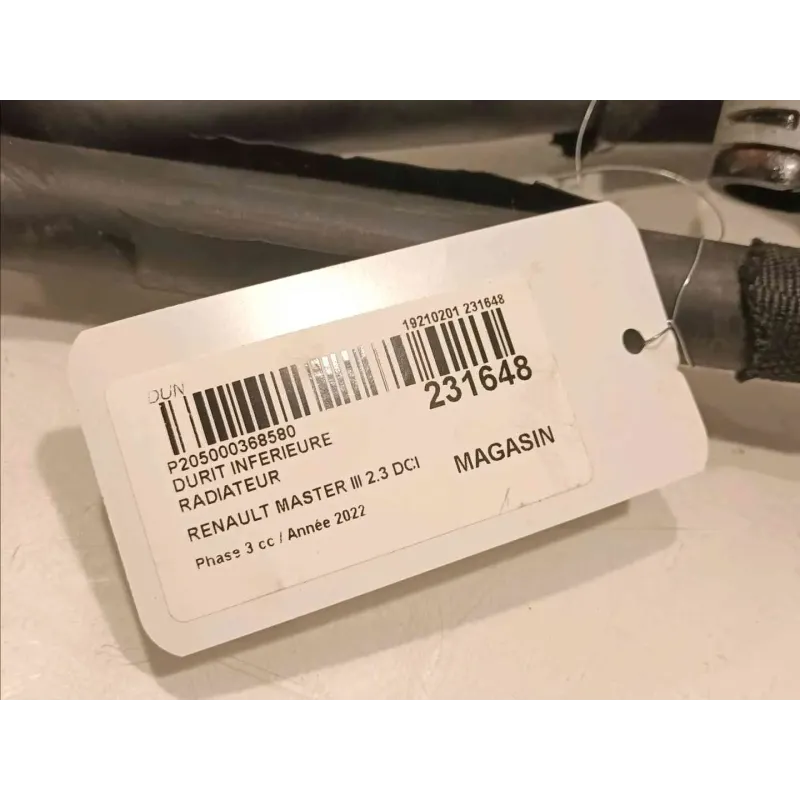 19210201 231648
DUN
231648
P205000368580
DURIT INFERIEURE
RADIATEUR
MAGASIN
RENAULT MASTER III 2.3 DCI
Phase 3 cc / Année 2022